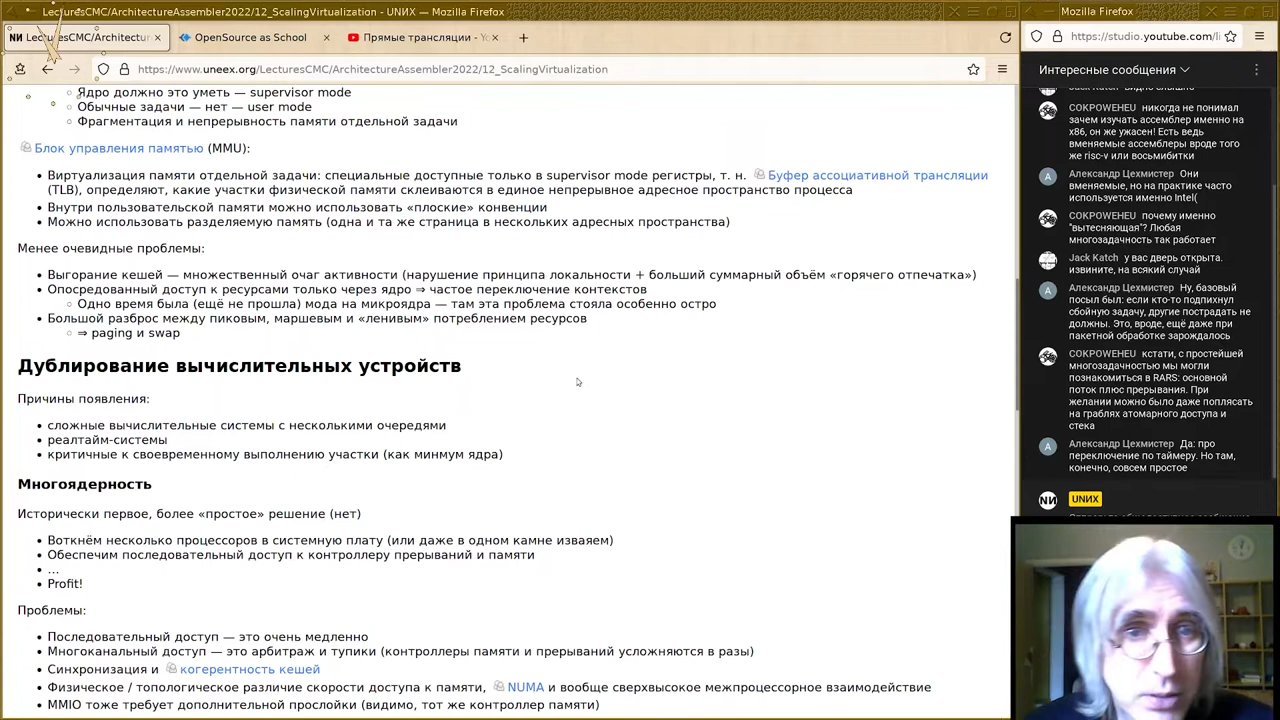 LecturesCMC/ArchitectureAssembler2022/12_ScalingVirtualization - UNИX — Mozilla Firefox
Mozilla Firefox
LecturesCMC/Architectur
OpenSource as School
Прямые трансляции - Yo
https://www.uneex.org/LecturesCMC/ArchitectureAssembler2022/12_ScalingVirtualization
https://studio.youtube.com/li
Ядро должно это уметь — supervisor mode
Обычные задачи — нет — user mode
Фрагментация и непрерывность памяти отдельной задачи
Блок управления памятью (MMU):
Виртуализация памяти отдельной задачи: специальные доступные только в supervisor mode регистры, т. н. Буфер ассоциативной трансляции
(TLB), определяют, какие участки физической памяти склеиваются в единое непрерывное адресное пространство процесса
Внутри пользовательской памяти можно использовать «плоские» конвенции
Можно использовать разделяемую память (одна и та же страница в нескольких адресных пространства)
Менее очевидные проблемы:
Выгорание кешей — множественный очаг активности (нарушение принципа локальности + больший суммарный объём «горячего отпечатка»)
Опосредованный доступ к ресурсами только через ядро ⇒ частое переключение контекстов
Одно время была (ещё не прошла) мода на микроядра — там эта проблема стояла особенно остро
Большой разброс между пиковым, маршевым и «ленивым» потреблением ресурсов
⇒ paging и swap
Дублирование вычислительных устройств
Причины появления:
сложные вычислительные системы с несколькими очередями
реалтайм-системы
критичные к своевременному выполнению участки (как минмум ядра)
Многоядерность
Исторически первое, более «простое» решение (нет)
Воткнём несколько процессоров в системную плату (или даже в одном камне изваяем)
Обеспечим последовательный доступ к контроллеру прерываний и памяти
…
Profit!
Проблемы:
Последовательный доступ — это очень медленно
Многоканальный доступ — это арбитраж и тупики (контроллеры памяти и прерываний усложняются в разы)
Синхронизация и когерентность кешей
Физическое / топологическое различие скорости доступа к памяти, NUMA и вообще сверхвысокое межпроцессорное взаимодействие
MMIO тоже требует дополнительной прослойки (видимо, тот же контроллер памяти)
Интересные сообщения
Jack Katch видно слышно
COKPOWEHEU никогда не понимал
зачем изучать ассемблер именно на
x86, он же ужасен! Есть ведь
вменяемые ассемблеры вроде того
же risc-v или восьмибитки
Александр Цехмистер Они
вменяемые, но на практике часто
используется именно Intel(
COKPOWEHEU почему именно
"вытесняющая"? Любая
многозадачность так работает
Jack Katch у вас дверь открыта.
извините, на всякий случай
Александр Цехмистер Ну, базовый
посыл был: если кто-то подпихнул
сбойную задачу, другие пострадать не
должны. Это, вроде, ещё даже при
пакетной обработке зарождалось
COKPOWEHEU кстати, с простейшей
многозадачностью мы могли
познакомиться в RARS: основной
поток плюс прерывания. При
желании можно было даже поплясать
на граблях атомарного доступа и
стека
Александр Цехмистер Да: про
переключение по таймеру. Но там,
конечно, совсем простое
NИ UNИX